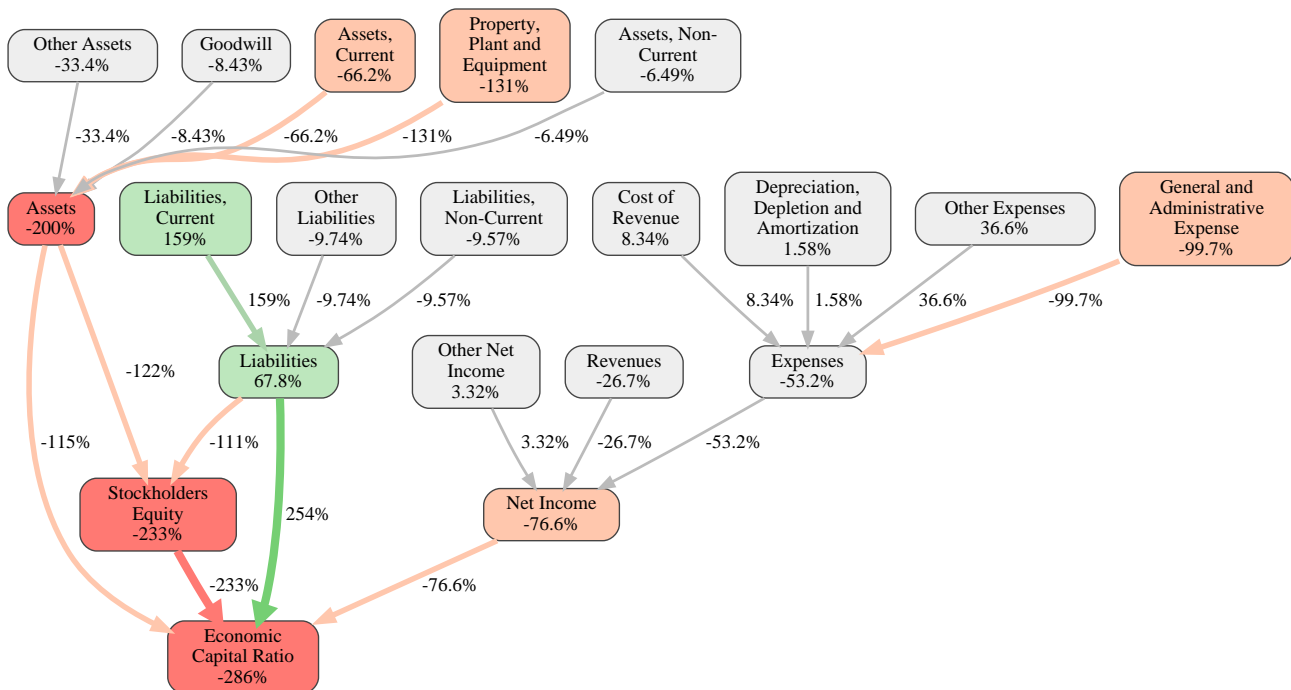 Other Assets
-33.4%
Goodwill
-8.43%
Assets,
Current
-66.2%
Property,
Plant and
Equipment
-131%
Assets, Non-
Current
-6.49%
-33.4%
-8.43%
-66.2%
-131%
-6.49%
Assets
-200%
Liabilities,
Current
159%
Other
Liabilities
-9.74%
Liabilities,
Non-Current
-9.57%
Cost of
Revenue
8.34%
Depreciation,
Depletion and
Amortization
1.58%
Other Expenses
36.6%
General and
Administrative
Expense
-99.7%
159%
-9.74%
-9.57%
8.34%
1.58%
36.6%
-99.7%
Liabilities
67.8%
Other Net
Income
3.32%
Revenues
-26.7%
Expenses
-53.2%
-122%
-115%
-111%
254%
3.32%
-26.7%
-53.2%
Stockholders
Equity
-233%
Net Income
-76.6%
-233%
-76.6%
Economic
Capital Ratio
-286%